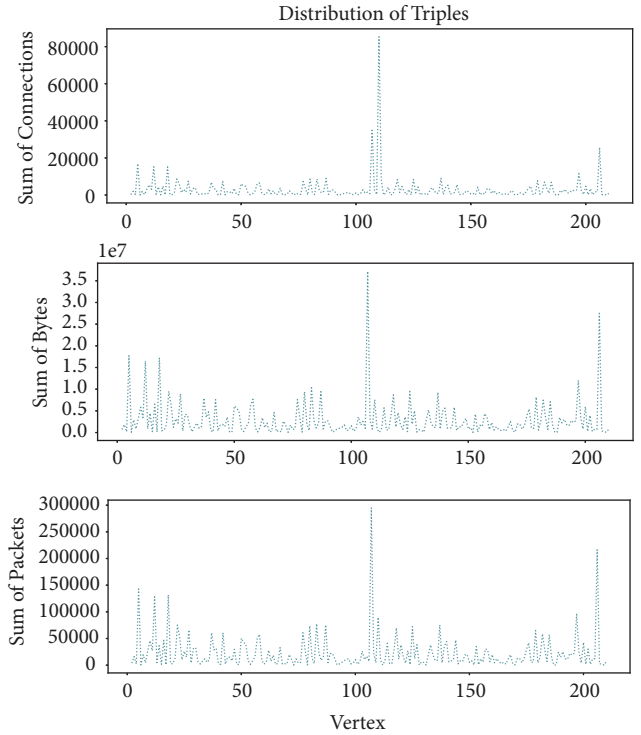 Distribution of Triples
Sum of Connections
80000
60000
40000
20000
0
0 50 100 150 200
1e7
Sum of Bytes
3.5
3.0
2.5
2.0
1.5
1.0
0.5
0.0
0 50 100 150 200
Sum of Packets
300000
250000
200000
150000
100000
50000
0
0 50 100 150 200
Vertex